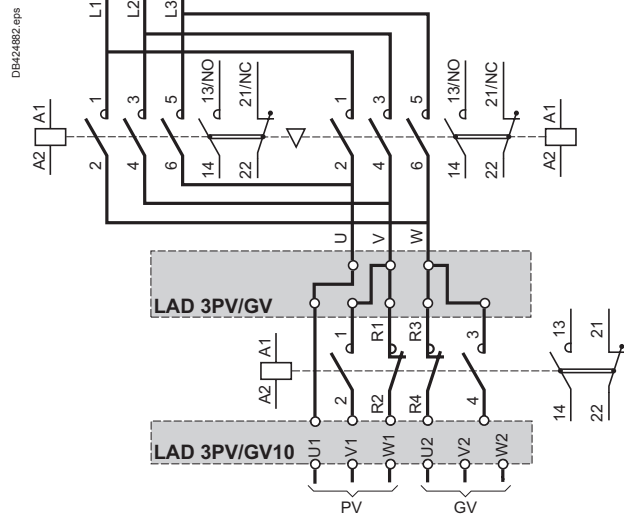 DB424882.eps
L1 L2 L3
13/NO 21/NC 13/NO 21/NC
A1 1 3 5 1 3 5 A1
A2 2 4 6 14 22 2 4 6 14 22 A2
U V W
LAD 3PV/GV
A1 1 R1 R3 3 13 21
A2 2 R2 R4 4 14 22
LAD 3PV/GV10 U1 V1 W1 U2 V2 W2
PV GV